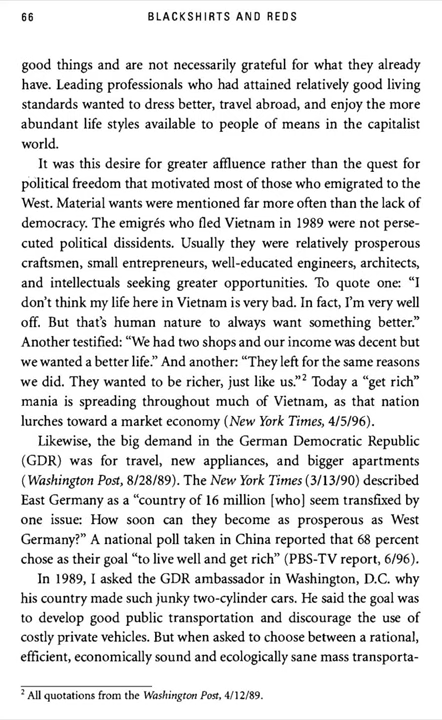 66
BLACKSHIRTS AND REDS
good things and are not necessarily grateful for what they already
have. Leading professionals who had attained relatively good living
standards wanted to dress better, travel abroad, and enjoy the more
abundant life styles available to people of means in the capitalist
world.
It was this desire for greater affluence rather than the quest for
political freedom that motivated most of those who emigrated to the
West. Material wants were mentioned far more often than the lack of
democracy. The emigrés who fled Vietnam in 1989 were not perse-
cuted political dissidents. Usually they were relatively prosperous
craftsmen, small entrepreneurs, well-educated engineers, architects,
and intellectuals seeking greater opportunities. To quote one: “I
don’t think my life here in Vietnam is very bad. In fact, I’m very well
off. But that’s human nature to always want something better.”
Another testified: “We had two shops and our income was decent but
we wanted a better life.” And another: “They left for the same reasons
we did. They wanted to be richer, just like us.”2 Today a “get rich”
mania is spreading throughout much of Vietnam, as that nation
lurches toward a market economy (New York Times, 4/5/96).
Likewise, the big demand in the German Democratic Republic
(GDR) was for travel, new appliances, and bigger apartments
(Washington Post, 8/28/89). The New York Times (3/13/90) described
East Germany as a “country of 16 million [who] seem transfixed by
one issue: How soon can they become as prosperous as West
Germany?” A national poll taken in China reported that 68 percent
chose as their goal “to live well and get rich” (PBS-TV report, 6/96).
In 1989, I asked the GDR ambassador in Washington, D.C. why
his country made such junky two-cylinder cars. He said the goal was
to develop good public transportation and discourage the use of
costly private vehicles. But when asked to choose between a rational,
efficient, economically sound and ecologically sane mass transporta-
2 All quotations from the Washington Post, 4/12/89.